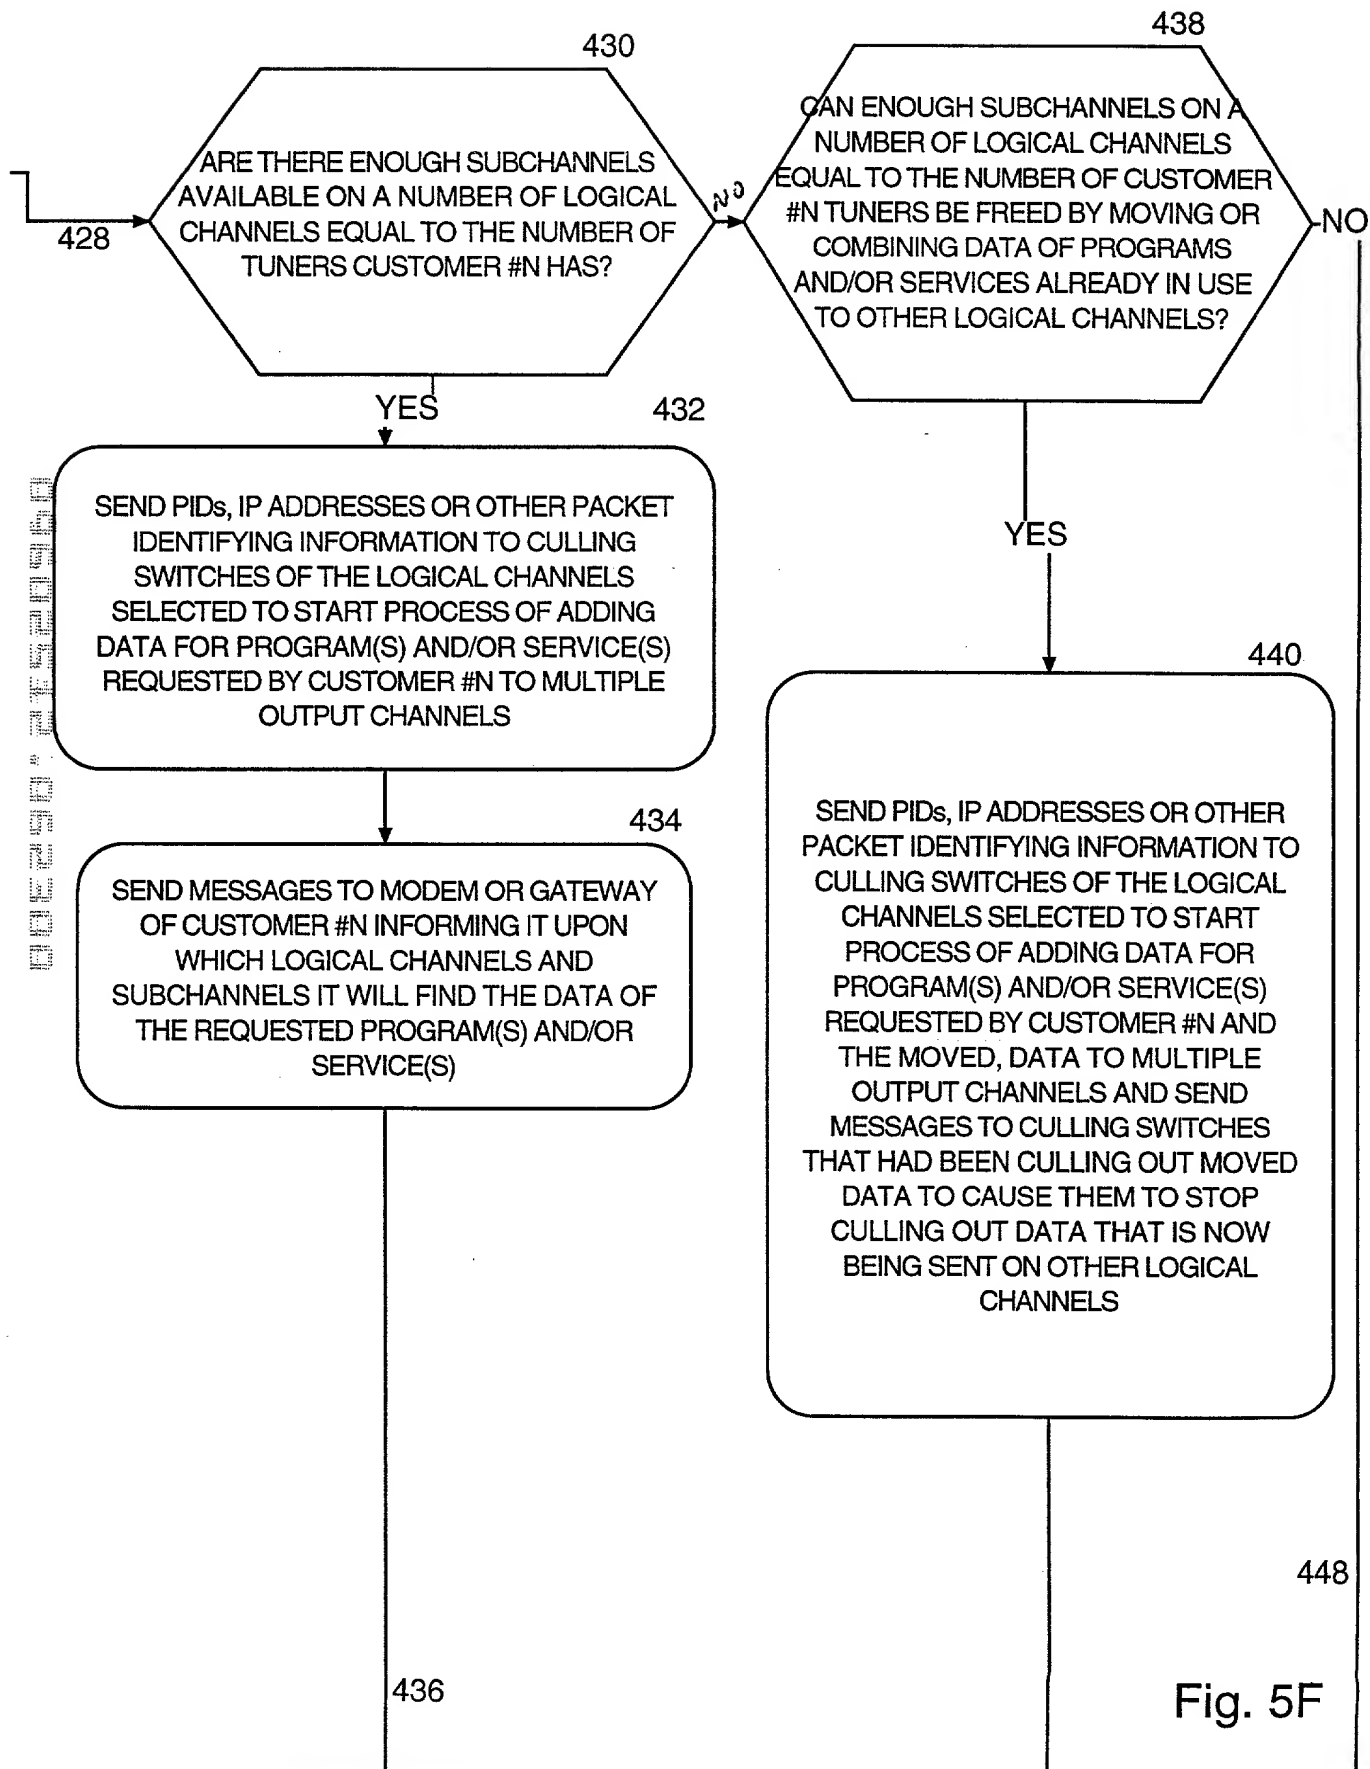 430
ARE THERE ENOUGH SUBCHANNELS
AVAILABLE ON A NUMBER OF LOGICAL
CHANNELS EQUAL TO THE NUMBER OF
TUNERS CUSTOMER #N HAS?
428
NO
438
CAN ENOUGH SUBCHANNELS ON A
NUMBER OF LOGICAL CHANNELS
EQUAL TO THE NUMBER OF CUSTOMER
#N TUNERS BE FREED BY MOVING OR
COMBINING DATA OF PROGRAMS
AND/OR SERVICES ALREADY IN USE
TO OTHER LOGICAL CHANNELS?
NO
YES
432
SEND PIDs, IP ADDRESSES OR OTHER PACKET
IDENTIFYING INFORMATION TO CULLING
SWITCHES OF THE LOGICAL CHANNELS
SELECTED TO START PROCESS OF ADDING
DATA FOR PROGRAM(S) AND/OR SERVICE(S)
REQUESTED BY CUSTOMER #N TO MULTIPLE
OUTPUT CHANNELS
434
SEND MESSAGES TO MODEM OR GATEWAY
OF CUSTOMER #N INFORMING IT UPON
WHICH LOGICAL CHANNELS AND
SUBCHANNELS IT WILL FIND THE DATA OF
THE REQUESTED PROGRAM(S) AND/OR
SERVICE(S)
436
YES
440
SEND PIDs, IP ADDRESSES OR OTHER
PACKET IDENTIFYING INFORMATION TO
CULLING SWITCHES OF THE LOGICAL
CHANNELS SELECTED TO START
PROCESS OF ADDING DATA FOR
PROGRAM(S) AND/OR SERVICE(S)
REQUESTED BY CUSTOMER #N AND
THE MOVED, DATA TO MULTIPLE
OUTPUT CHANNELS AND SEND
MESSAGES TO CULLING SWITCHES
THAT HAD BEEN CULLING OUT MOVED
DATA TO CAUSE THEM TO STOP
CULLING OUT DATA THAT IS NOW
BEING SENT ON OTHER LOGICAL
CHANNELS
448
Fig. 5F